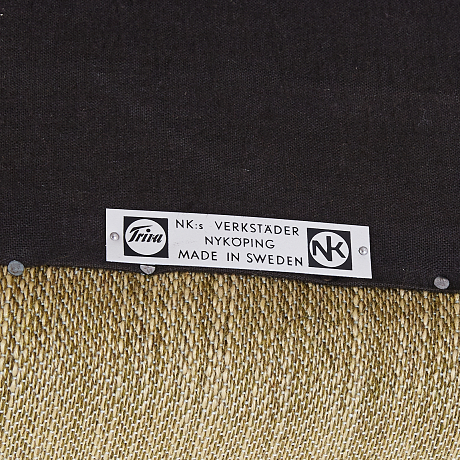 Triva
NK:s VERKSTÄDER
NYKÖPING
MADE IN SWEDEN
NK